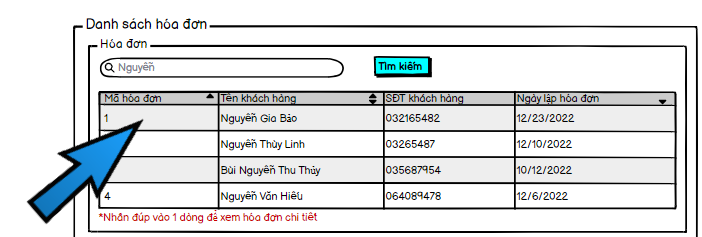 Danh sách hóa đơn
Hóa đơn
Nguyễn
Tìm kiếm
Mã hòa đơn Tên khách hàng SĐT khách hàng Ngày lập hóa đơn
1 Nguyễn Gia Bảo 032165482 12/23/2022
Nguyễn Thùy Linh 03265487 12/10/2022
Bùi Nguyễn Thu Thủy 035687954 10/12/2022
4 Nguyễn Văn Hiếu 064089478 12/6/2022
*Nhấn đúp vào 1 dòng để xem hóa đơn chi tiết